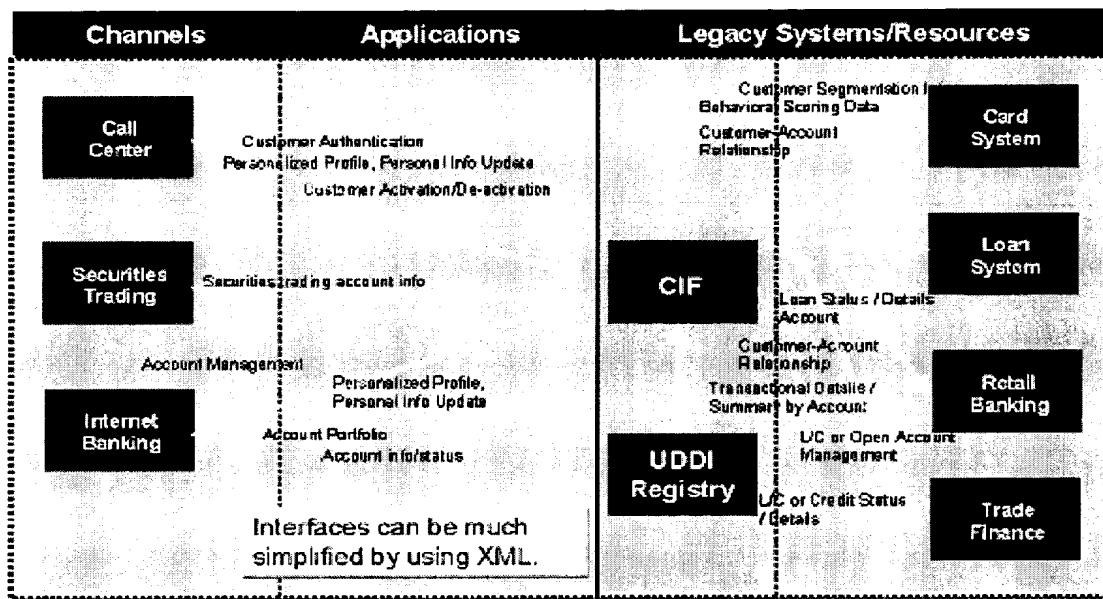 Channels
Applications
Legacy Systems/Resources
Call
Center
Customer Authentication
Personalized Profile, Personal Info Update
Customer Activation/De-activation
Securities
Trading
Securities trading account info
Account Management
Personalized Profile,
Personal Info Update
Internet
Banking
Account Portfolio
Account info/status
Interfaces can be much
simplified by using XML.
Customer Segmentation
Behavioral Scoring Data
Customer-Account
Relationship
Card
System
CIF
Loan
System
Loan Status / Details
Account
Customer-Account
Relationship
Transactional Details /
Summary by Account
Retail
Banking
UDDI
Registry
L/C or Open Account
Management
L/C or Credit Status
/ Details
Trade
Finance